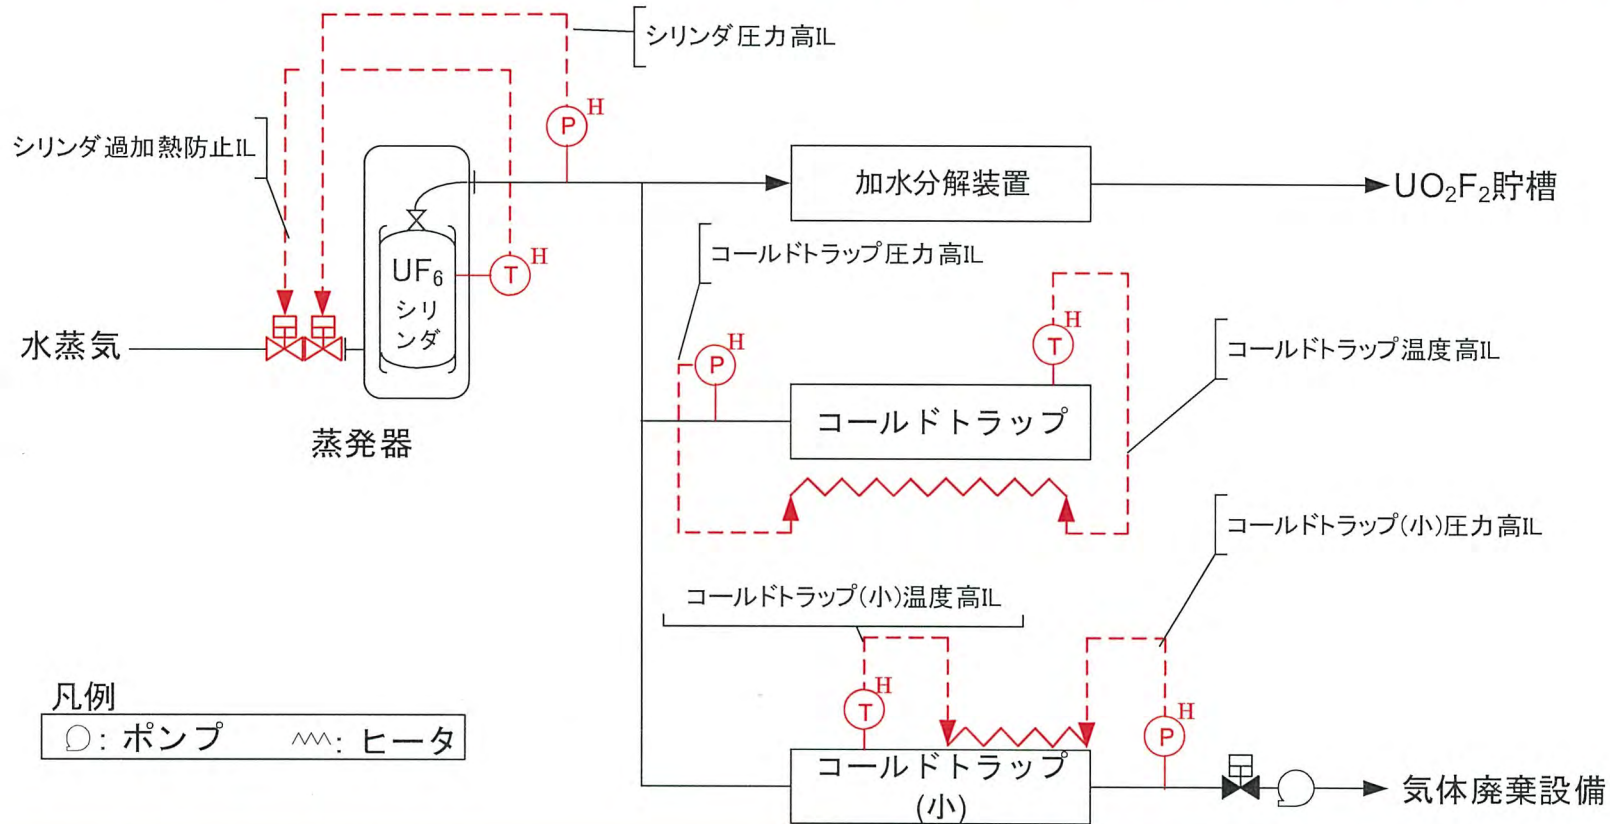 シリンダ圧力高IL
H
P
シリンダ過加熱防止IL
加水分解装置
UO₂F₂貯槽
コールドトラップ圧力高IL
H
T
UF₆
シリ
ンダ
H
T
コールドトラップ温度高IL
水蒸気
H
P
コールドトラップ
蒸発器
コールドトラップ(小)圧力高IL
コールドトラップ(小)温度高IL
H
T
H
P
凡例
: ポンプ
: ヒータ
コールドトラップ
(小)
気体廃棄設備